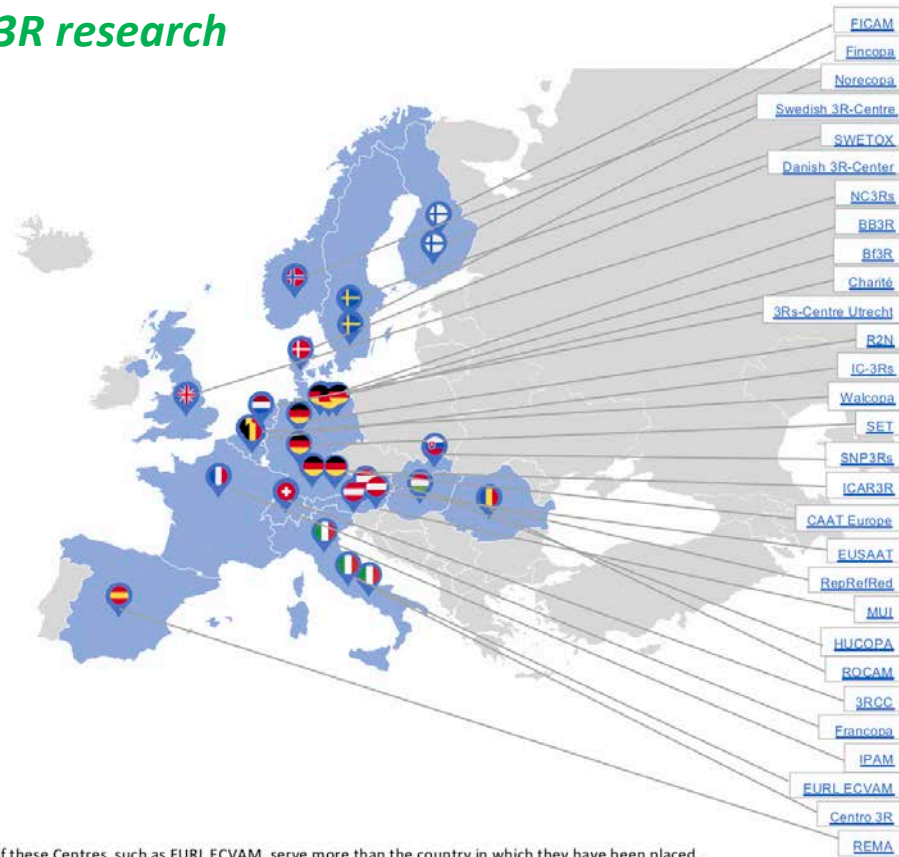 3R research
FICAM
Fincopa
Norecopa
Swedish 3R-Centre
SWETOX
Danish 3R-Center
NC3Rs
BB3R
Bf3R
Charité
3Rs-Centre Utrecht
R2N
IC-3Rs
Walcopa
SET
SNP3Rs
ICAR3R
CAAT Europe
EUSAAT
RepRefRed
MUI
HUCOPA
ROCAM
3RCC
Francopa
IPAM
EURL ECVAM
Centro 3R
REMA
f these Centres, such as EURL ECVAM, serve more than the country in which they have been placed